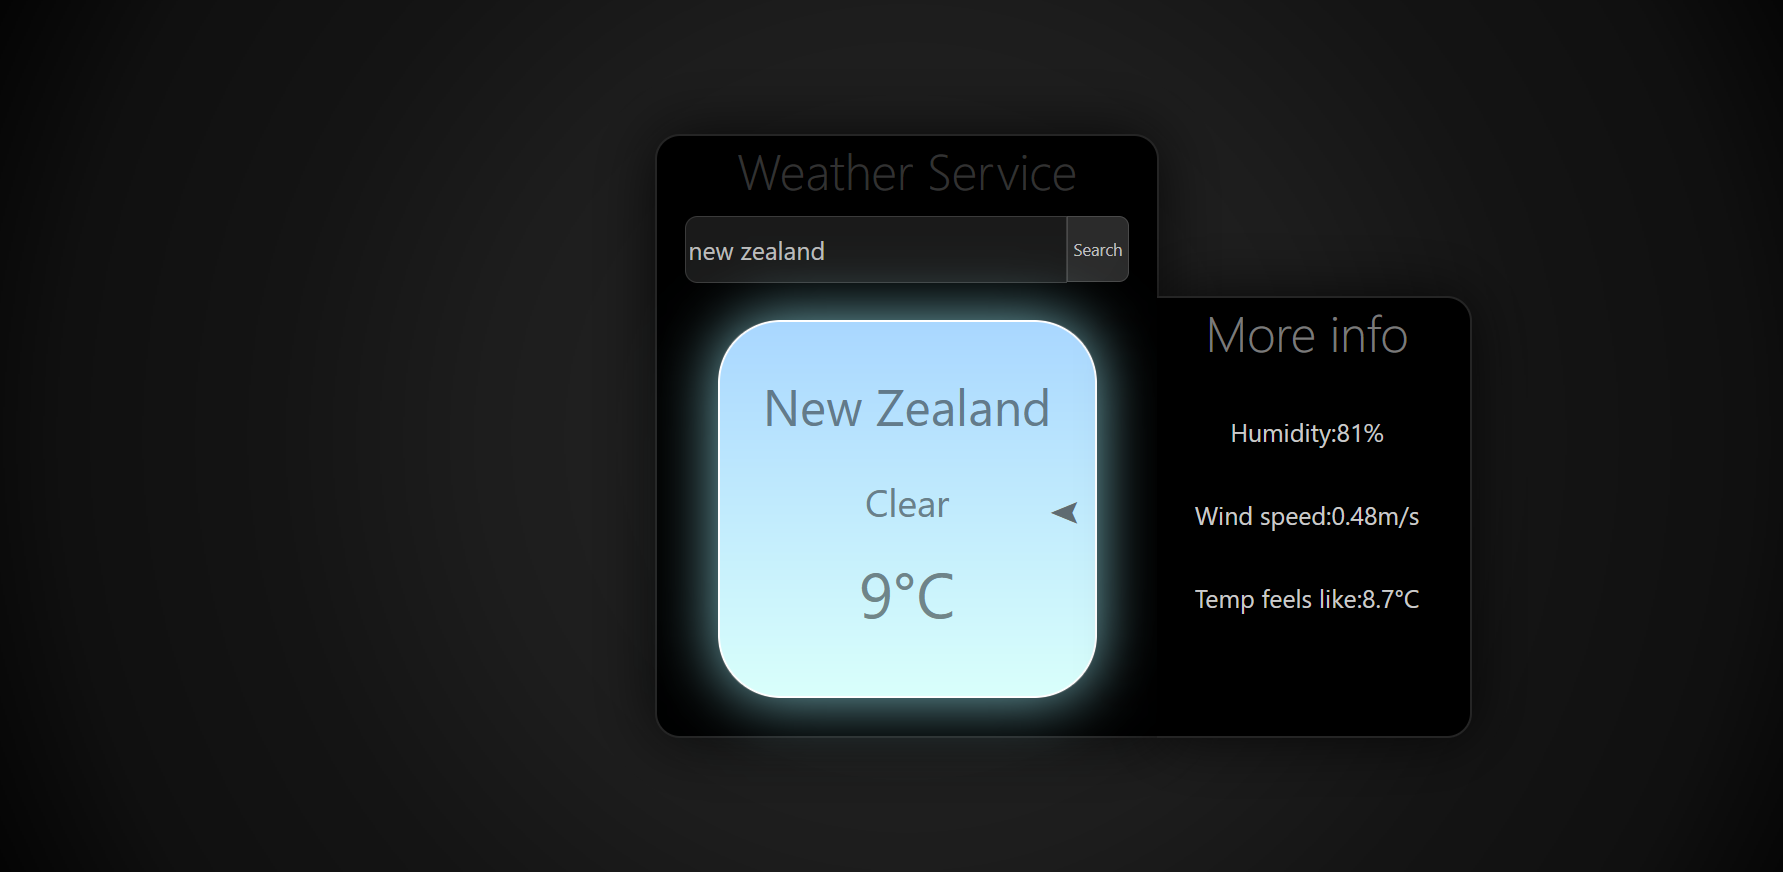 Weather Service
new zealand
Search
New Zealand
Clear
9°C
More info
Humidity:81%
Wind speed:0.48m/s
Temp feels like:8.7°C